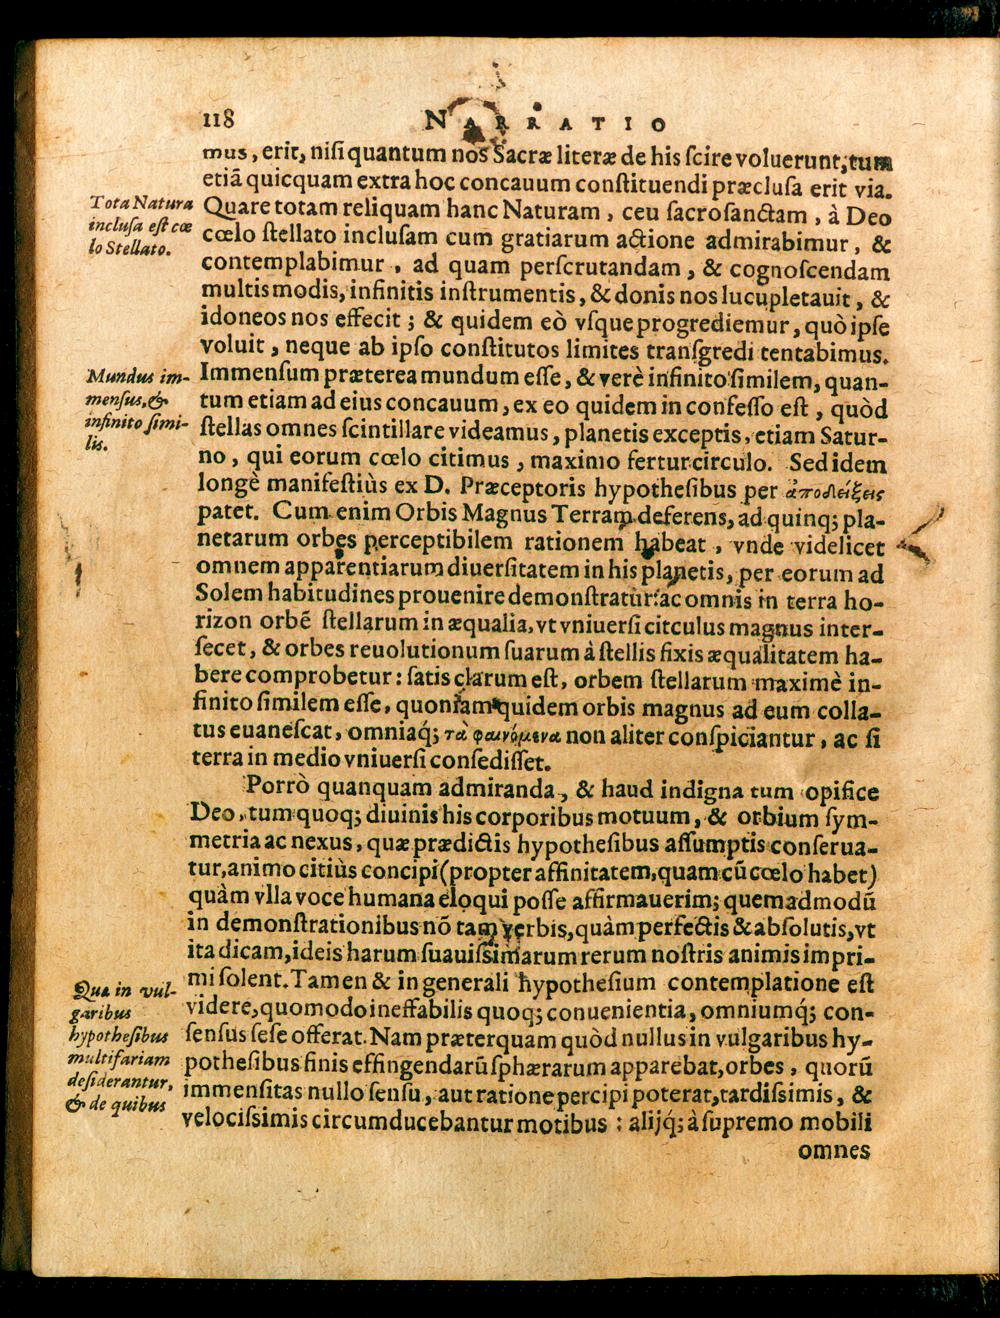 118 NARRATIO
mus, erit, niſi quantum nos Sacræ literæ de his ſcire voluerunt, tum
etiã quicquam extra hoc concauum conſtituendi præcluſa erit via.
Tota Natura
incluſa eſt cœ
lo Stellato.
Quare totam reliquam hanc Naturam, ceu ſacroſanctam, à Deo
cœlo ſtellato incluſam cum gratiarum actione admirabimur, &
contemplabimur, ad quam perſcrutandam, & cognoſcendam
multis modis, infinitis inſtrumentis, & donis nos lucupletauit, &
idoneos nos effecit; & quidem eò vſque progrediemur, quò ipſe
voluit, neque ab ipſo conſtitutos limites tranſgredi tentabimus.
Mundus im-
menſus, &
infinito ſimi-
lis.
Immenſum præterea mundum eſſe, & verè infinito ſimilem, quan-
tum etiam ad eius concauum, ex eo quidem in confeſſo eſt, quòd
ſtellas omnes ſcintillare videamus, planetis exceptis, etiam Satur-
no, qui eorum cœlo citimus, maximo fertur circulo. Sed idem
longè manifeſtiùs ex D. Præceptoris hypotheſibus per ἀποδείξεις
patet. Cum enim Orbis Magnus Terram deferens, ad quinq; pla-
netarum orbes perceptibilem rationem habeat, vnde videlicet
omnem apparentiarum diuerſitatem in his planetis, per eorum ad
Solem habitudines prouenire demonſtratur: ac omnis in terra ho-
rizon orbẽ ſtellarum in æqualia, vt vniuerſi citculus magnus inter-
ſecet, & orbes reuolutionum ſuarum à ſtellis fixis æqualitatem ha-
bere comprobetur: ſatis clarum eſt, orbem ſtellarum maximè in-
finito ſimilem eſſe, quoniam quidem orbis magnus ad eum colla-
tus euaneſcat, omniaq́; τὰ φαινόμενα non aliter conſpiciantur, ac ſi
terra in medio vniuerſi conſediſſet.
Porrò quanquam admiranda, & haud indigna tum opifice
Deo, tum quoq; diuinis his corporibus motuum, & orbium ſym-
metria ac nexus, quæ prædictis hypotheſibus aſſumptis conſerua-
tur, animo citiùs concipi (propter affinitatem, quam cũ cœlo habet)
quàm vlla voce humana eloqui poſſe affirmauerim; quemadmodũ
in demonſtrationibus nõ tam verbis, quàm perfectis & abſolutis, vt
ita dicam, ideis harum ſuauiſsimarum rerum noſtris animis impri-
mi ſolent. Tamen & in generali hypotheſium contemplatione eſt
Quæ in vul-
garibus
hypotheſibus
multifariam
deſiderantur,
& de quibus
videre, quomodo ineffabilis quoq; conuenientia, omniumq́; con-
ſenſus ſeſe offerat. Nam præterquam quòd nullus in vulgaribus hy-
potheſibus finis effingendarũ ſphærarum apparebat, orbes, quorũ
immenſitas nullo ſenſu, aut ratione percipi poterat, tardiſsimis, &
velociſsimis circumducebantur motibus: alijq́; à ſupremo mobili
omnes